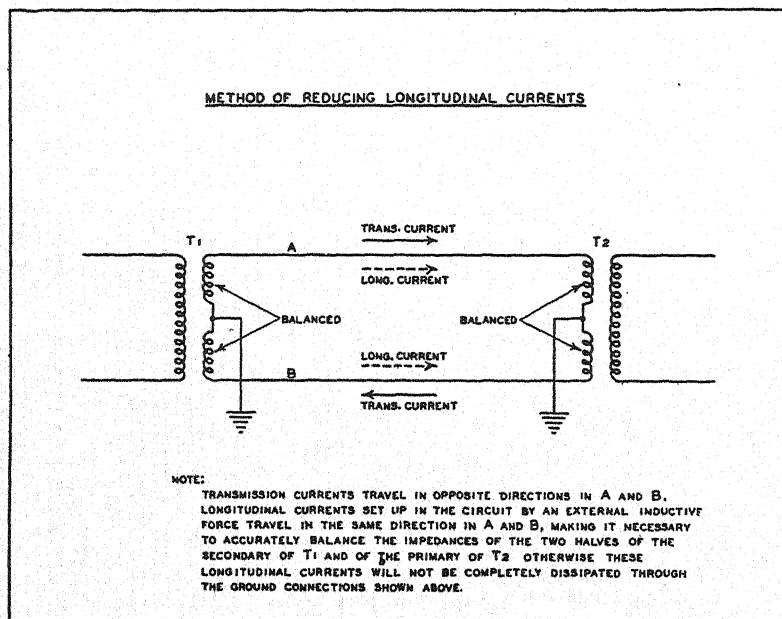 METHOD OF REDUCING LONGITUDINAL CURRENTS
TRANS. CURRENT
T1
A
T2
LONG. CURRENT
BALANCED
BALANCED
LONG. CURRENT
B
TRANS. CURRENT
NOTE:
TRANSMISSION CURRENTS TRAVEL IN OPPOSITE DIRECTIONS IN A AND B.
LONGITUDINAL CURRENTS SET UP IN THE CIRCUIT BY AN EXTERNAL INDUCTIVE
FORCE TRAVEL IN THE SAME DIRECTION IN A AND B, MAKING IT NECESSARY
TO ACCURATELY BALANCE THE IMPEDANCES OF THE TWO HALVES OF THE
SECONDARY OF T1 AND OF THE PRIMARY OF T2 OTHERWISE THESE
LONGITUDINAL CURRENTS WILL NOT BE COMPLETELY DISSIPATED THROUGH
THE GROUND CONNECTIONS SHOWN ABOVE.